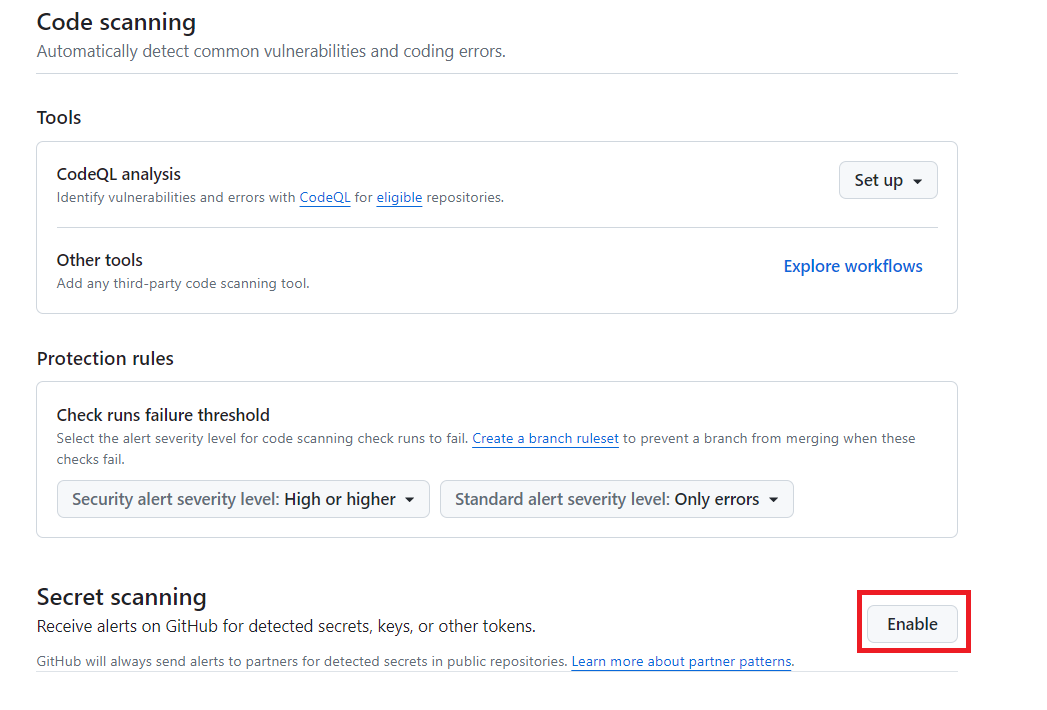 Code scanning
Automatically detect common vulnerabilities and coding errors.
Tools
CodeQL analysis
Identify vulnerabilities and errors with CodeQL for eligible repositories.
Set up
Other tools
Add any third-party code scanning tool.
Explore workflows
Protection rules
Check runs failure threshold
Select the alert severity level for code scanning check runs to fail. Create a branch ruleset to prevent a branch from merging when these
checks fail.
Security alert severity level: High or higher
Standard alert severity level: Only errors
Secret scanning
Receive alerts on GitHub for detected secrets, keys, or other tokens.
Enable
GitHub will always send alerts to partners for detected secrets in public repositories. Learn more about partner patterns.